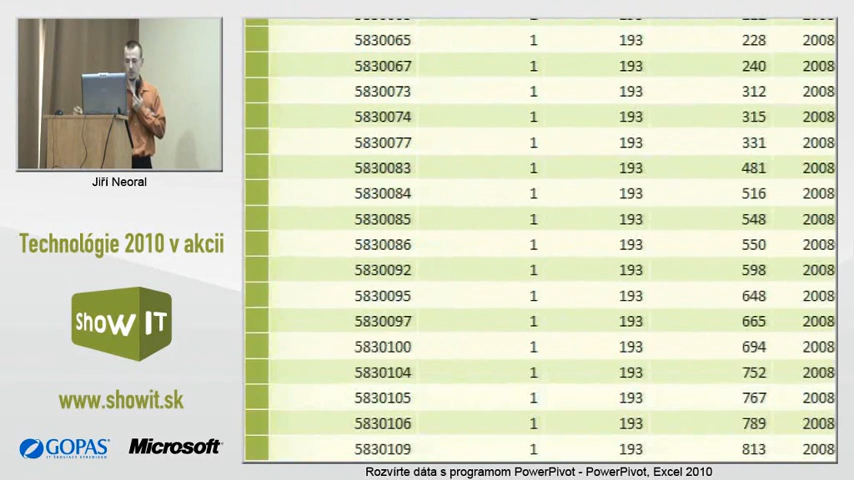 Jiří Neoral
Technológie 2010 v akcii
Show IT
www.showit.sk
GOPAS
Microsoft
5830065 1 193 228 2008
5830067 1 193 240 2008
5830073 1 193 312 2008
5830074 1 193 315 2008
5830077 1 193 331 2008
5830083 1 193 481 2008
5830084 1 193 516 2008
5830085 1 193 548 2008
5830086 1 193 550 2008
5830092 1 193 598 2008
5830095 1 193 648 2008
5830097 1 193 665 2008
5830100 1 193 694 2008
5830104 1 193 752 2008
5830105 1 193 767 2008
5830106 1 193 789 2008
5830109 1 193 813 2008
Rozvírte dáta s programom PowerPivot - PowerPivot, Excel 2010